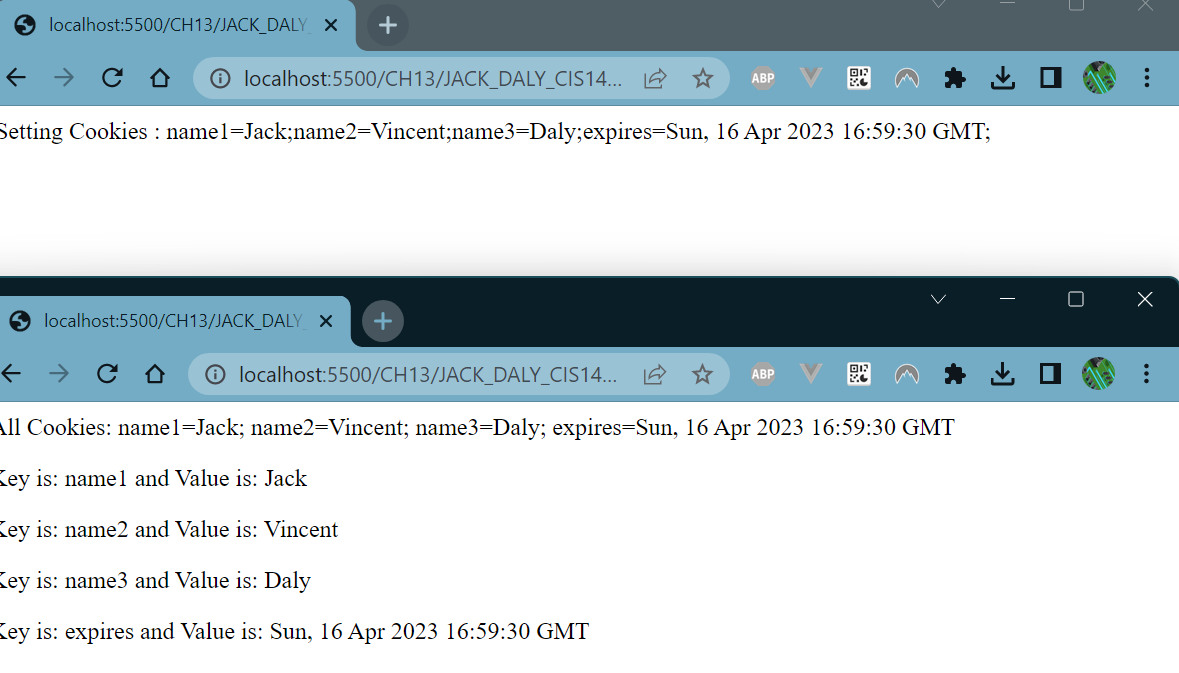 localhost:5500/CH13/JACK_DALY_
localhost:5500/CH13/JACK_DALY_CIS14... ABP
Setting Cookies : name1=Jack;name2=Vincent;name3=Daly;expires=Sun, 16 Apr 2023 16:59:30 GMT;
localhost:5500/CH13/JACK_DALY_
localhost:5500/CH13/JACK_DALY_CIS14... ABP
All Cookies: name1=Jack; name2=Vincent; name3=Daly; expires=Sun, 16 Apr 2023 16:59:30 GMT
Key is: name1 and Value is: Jack
Key is: name2 and Value is: Vincent
Key is: name3 and Value is: Daly
Key is: expires and Value is: Sun, 16 Apr 2023 16:59:30 GMT